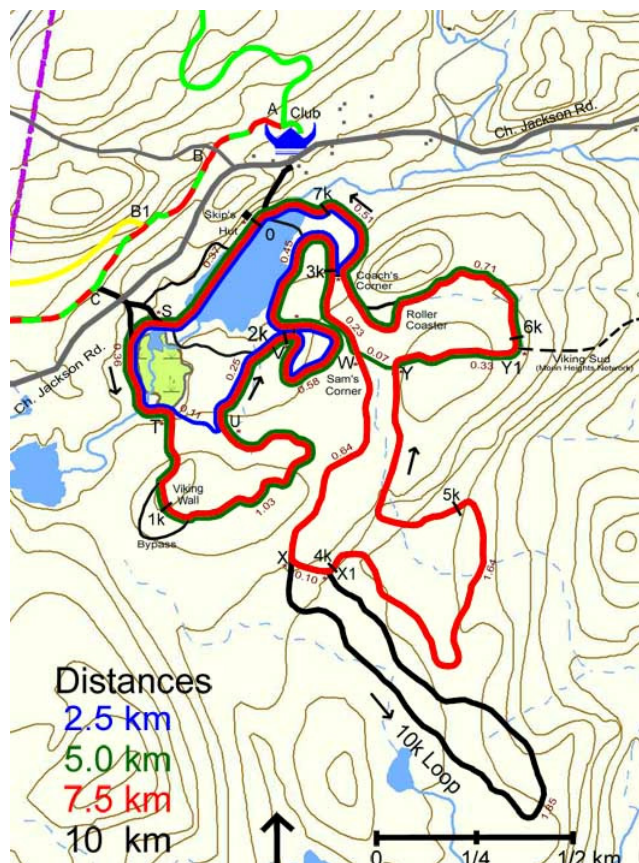 A
Club
Ch. Jackson Rd.
B
B1
Skip's
Hut
0
7k
0.51
0.37
0.45
C
S
3k
Coach's
Corner
0.71
Roller
Coaster
6k
2k
V
0.23
W
0.07
Y
0.33
Y1
Viking Sud
(Morin Heights Network)
Sam's
Corner
0.58
0.36
Ch. Jackson Rd.
0.25
0.11
T
U
0.64
Viking
Wall
1k
1.03
Bypass
5k
1.64
X
4k
X1
0.10
10k Loop
1.85
Distances
2.5 km
5.0 km
7.5 km
10 km
0
1/4
1/2 km